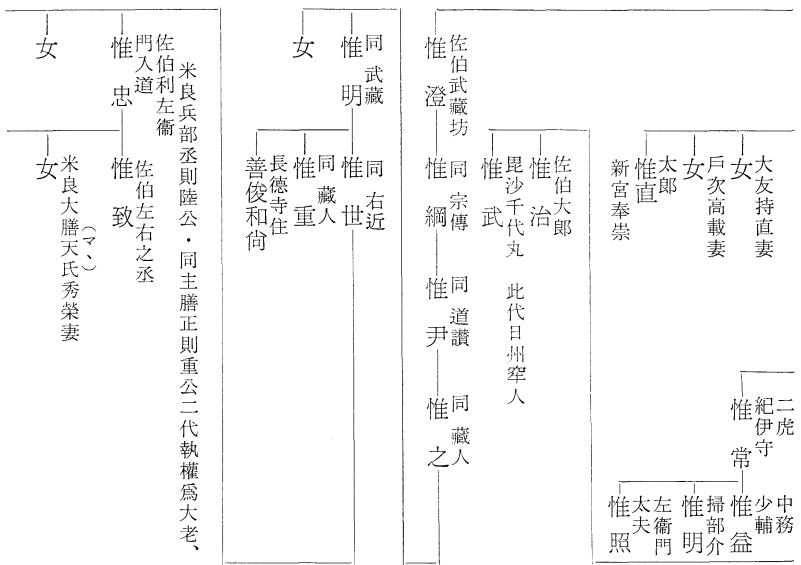 大友持直妻
女
戶次高載妻
女
太郎
惟直
新宮奉崇
二虎
紀伊守
惟常
中務
少輔
惟益
掃部介
惟明
左衞門
太夫
惟照
佐伯大郎
惟治
毘沙千代丸 此代日州牢人
惟武
佐伯武藏坊
惟澄
同 宗傳
惟綱
同 道讃
惟尹
同 藏人
惟之
同 武藏
惟明
女
同 右近
惟世
同 藏人
惟重
長德寺住
善俊和尙
米良兵部丞則陸公・同主膳正則重公二代執權爲大老、
佐伯利左衞
門入道
惟忠
佐伯左右之丞
惟致
女
米良大膳天氏秀榮妻
(マヽ)
女